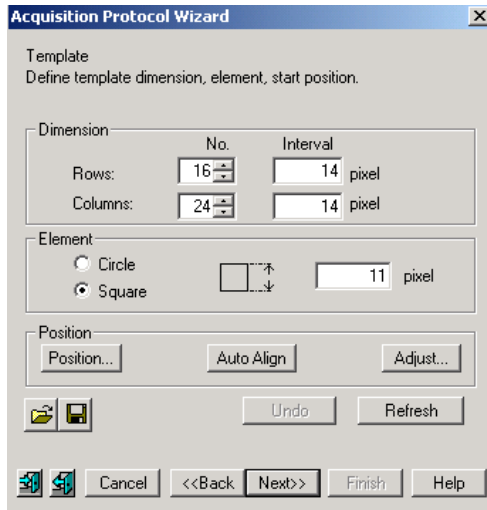 Acquisition Protocol Wizard
Template
Define template dimension, element, start position.
Dimension
No. Interval
Rows: 16 14 pixel
Columns: 24 14 pixel
Element
Circle
Square
11 pixel
Position
Position... Auto Align Adjust...
Undo Refresh
Cancel <<Back Next>> Finish Help